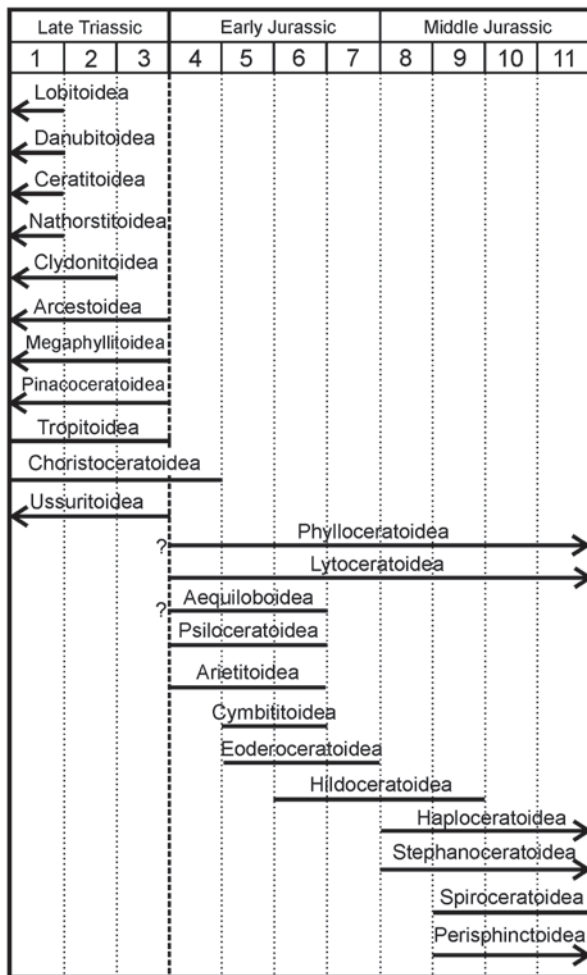 Late Triassic Early Jurassic Middle Jurassic
1 2 3 4 5 6 7 8 9 10 11
Lobitoidea
Danubitoidea
Ceratitoidea
Nathorstitoidea
Clydonitoidea
Arcestoidea
Megaphyllitoidea
Pinacoceratoidea
Tropitoidea
Choristoceratoidea
Ussuritoidea
? Phylloceratoidea
Lytoceratoidea
? Aequiloboidea
Psiloceratoidea
Arietitoidea
Cymbititoidea
Eoderoceratoidea
Hildoceratoidea
Haploceratoidea
Stephanoceratoidea
Spiroceratoidea
Perisphinctoidea